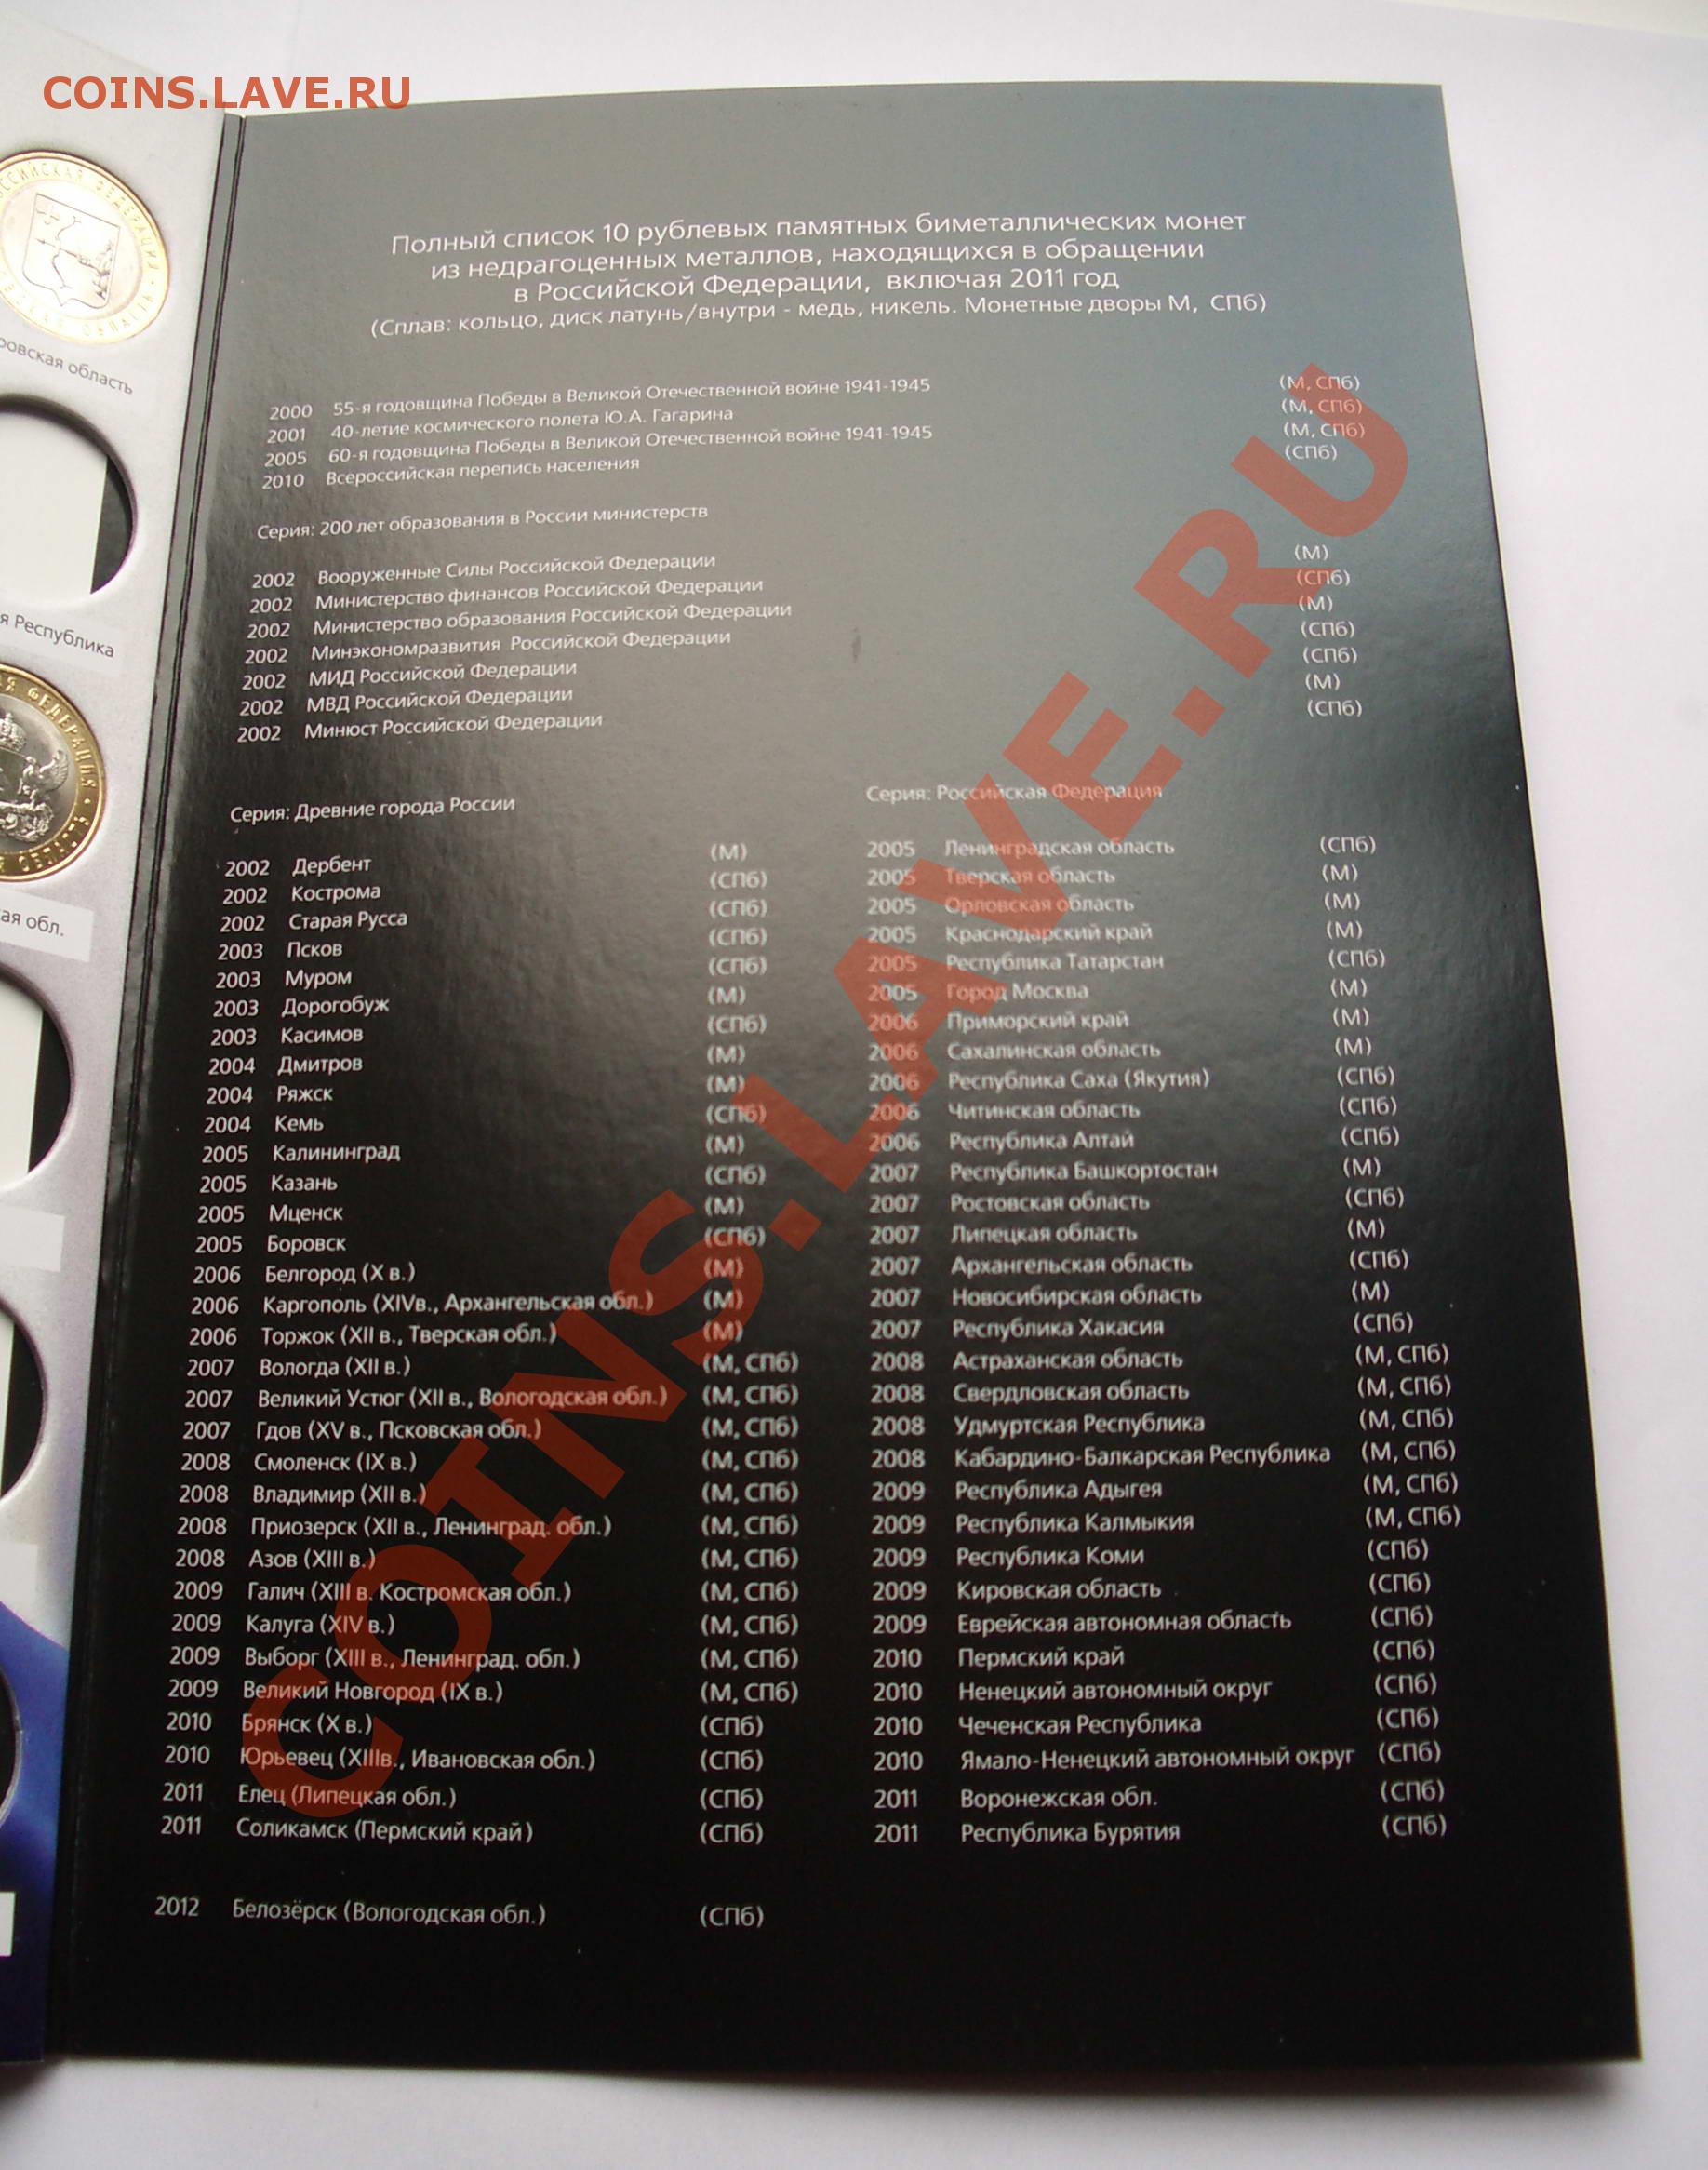 COINS.LAVE.RU
Полный список 10 рублевых памятных биметаллических монет
из недрагоценных металлов, находящихся в обращении
в Российской Федерации, включая 2011 год
(Сплав: кольцо, диск латунь/внутри - медь, никель. Монетные дворы М, СПб)
2000 55-я годовщина Победы в Великой Отечественной войне 1941-1945 (М, СПб)
2001 40-летие космического полета Ю.А. Гагарина (М, СПб)
2005 60-я годовщина Победы в Великой Отечественной войне 1941-1945 (М, СПб)
2010 Всероссийская перепись населения (СПб)
Серия: 200 лет образования в России министерств
2002 Вооруженные Силы Российской Федерации (М)
2002 Министерство финансов Российской Федерации (СПб)
2002 Министерство образования Российской Федерации (М)
2002 Минэкономразвития Российской Федерации (СПб)
2002 МИД Российской Федерации (СПб)
2002 МВД Российской Федерации (М)
2002 Минюст Российской Федерации (СПб)
Серия: Древние города России
2002 Дербент (М)
2002 Кострома (СПб)
2002 Старая Русса (СПб)
2003 Псков (СПб)
2003 Муром (СПб)
2003 Дорогобуж (М)
2003 Касимов (СПб)
2004 Дмитров (М)
2004 Ряжск (М)
2004 Кемь (СПб)
2005 Калининград (М)
2005 Казань (СПб)
2005 Мценск (М)
2005 Боровск (СПб)
2006 Белгород (X в.) (М)
2006 Каргополь (XIVв., Архангельская обл.) (М)
2006 Торжок (XII в., Тверская обл.) (М)
2007 Вологда (XII в.) (М, СПб)
2007 Великий Устюг (XII в., Вологодская обл.) (М, СПб)
2007 Гдов (XV в., Псковская обл.) (М, СПб)
2008 Смоленск (IX в.) (М, СПб)
2008 Владимир (XII в.) (М, СПб)
2008 Приозерск (XII в., Ленинград. обл.) (М, СПб)
2008 Азов (XIII в.) (М, СПб)
2009 Галич (XIII в. Костромская обл.) (М, СПб)
2009 Калуга (XIV в.) (М, СПб)
2009 Выборг (XIII в., Ленинград. обл.) (М, СПб)
2009 Великий Новгород (IX в.) (М, СПб)
2010 Брянск (X в.) (СПб)
2010 Юрьевец (XIIIв., Ивановская обл.) (СПб)
2011 Елец (Липецкая обл.) (СПб)
2011 Соликамск (Пермский край) (СПб)
2012 Белозёрск (Вологодская обл.) (СПб)
Серия: Российская Федерация
2005 Ленинградская область (СПб)
2005 Тверская область (М)
2005 Орловская область (М)
2005 Краснодарский край (М)
2005 Республика Татарстан (СПб)
2005 Город Москва (М)
2006 Приморский край (М)
2006 Сахалинская область (М)
2006 Республика Саха (Якутия) (СПб)
2006 Читинская область (СПб)
2006 Республика Алтай (СПб)
2007 Республика Башкортостан (М)
2007 Ростовская область (СПб)
2007 Липецкая область (М)
2007 Архангельская область (СПб)
2007 Новосибирская область (М)
2007 Республика Хакасия (СПб)
2008 Астраханская область (М, СПб)
2008 Свердловская область (М, СПб)
2008 Удмуртская Республика (М, СПб)
2008 Кабардино-Балкарская Республика (М, СПб)
2009 Республика Адыгея (М, СПб)
2009 Республика Калмыкия (М, СПб)
2009 Республика Коми (СПб)
2009 Кировская область (СПб)
2009 Еврейская автономная область (СПб)
2010 Пермский край (СПб)
2010 Ненецкий автономный округ (СПб)
2010 Чеченская Республика (СПб)
2010 Ямало-Ненецкий автономный округ (СПб)
2011 Воронежская обл. (СПб)
2011 Республика Бурятия (СПб)
COINS.LAVE.RU
ровская область
я Республика
ая обл.